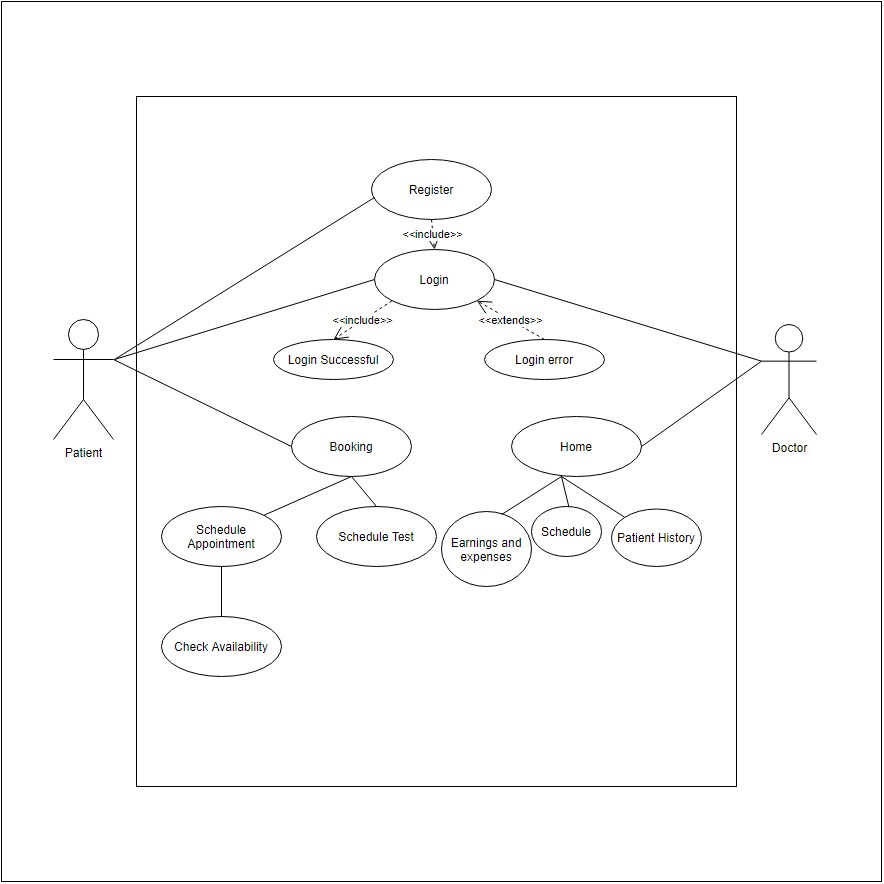 Register
<<include>>
Login
<<include>>
<<extends>>
Login Successful
Login error
Patient
Doctor
Booking
Home
Schedule
Appointment
Schedule Test
Earnings and
expenses
Schedule
Patient History
Check Availability